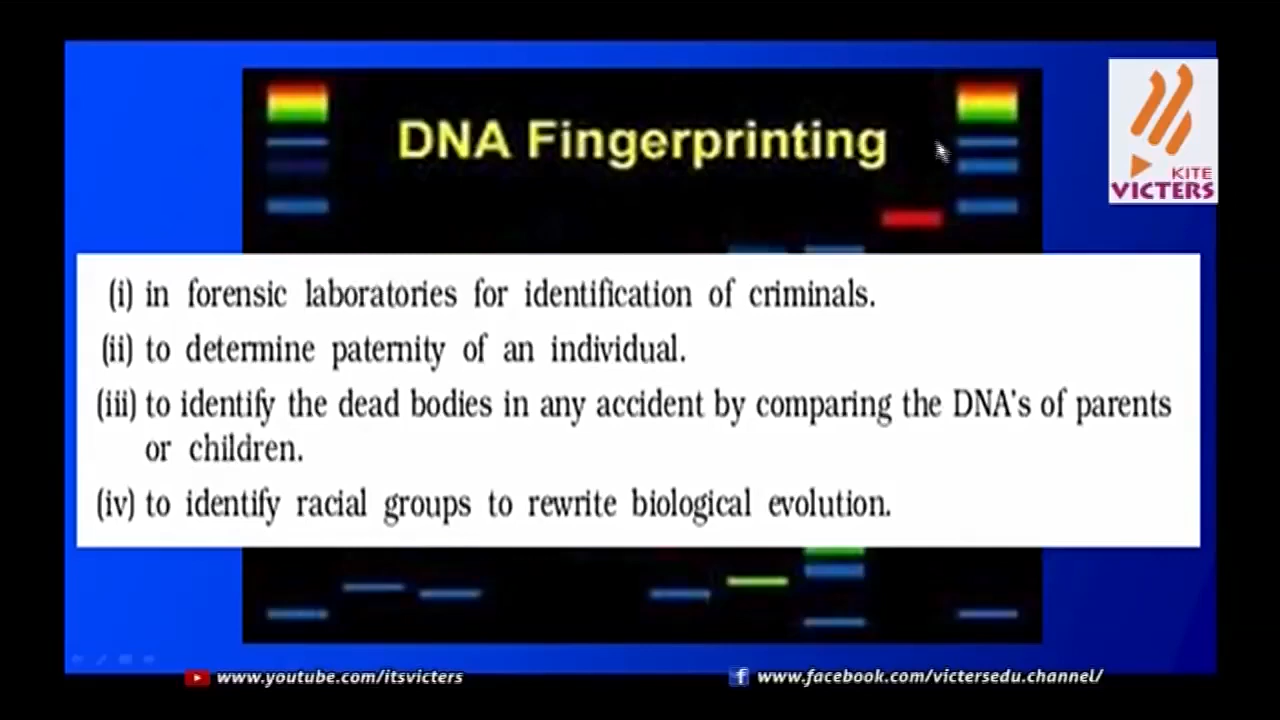 DNA Fingerprinting
KITE
VICTERS
(i) in forensic laboratories for identification of criminals.
(ii) to determine paternity of an individual.
(iii) to identify the dead bodies in any accident by comparing the DNA's of parents
or children.
(iv) to identify racial groups to rewrite biological evolution.
www.youtube.com/itsvicters
www.facebook.com/victersedu.channel/